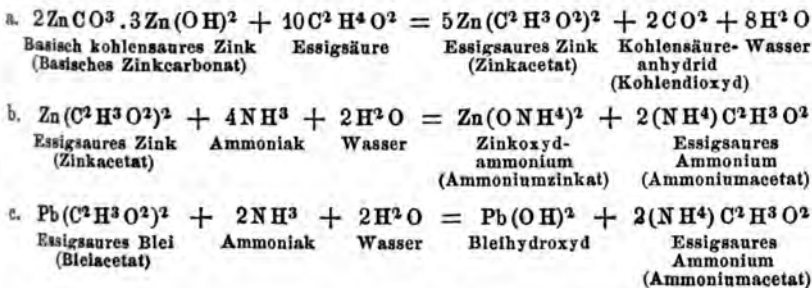 a. 2ZnCO³.3Zn(OH)² + 10C²H⁴O² = 5Zn(C²H³O²)² + 2CO² + 8H²O
Basisch kohlensaures Zink Essigsäure Essigsaures Zink Kohlensäure- Wasser
(Basisches Zinkcarbonat) (Zinkacetat) anhydrid
(Kohlendioxyd)
b. Zn(C²H³O²)² + 4NH³ + 2H²O = Zn(ONH⁴)² + 2(NH⁴)C²H³O²
Essigsaures Zink Ammoniak Wasser Zinkoxyd- Essigsaures
(Zinkacetat) ammonium Ammonium
(Ammoniumzinkat) (Ammoniumacetat)
c. Pb(C²H³O²)² + 2NH³ + 2H²O = Pb(OH)² + 2(NH⁴)C²H³O²
Essigsaures Blei Ammoniak Wasser Bleihydroxyd Essigsaures
(Bleiacetat) Ammonium
(Ammoniumacetat)